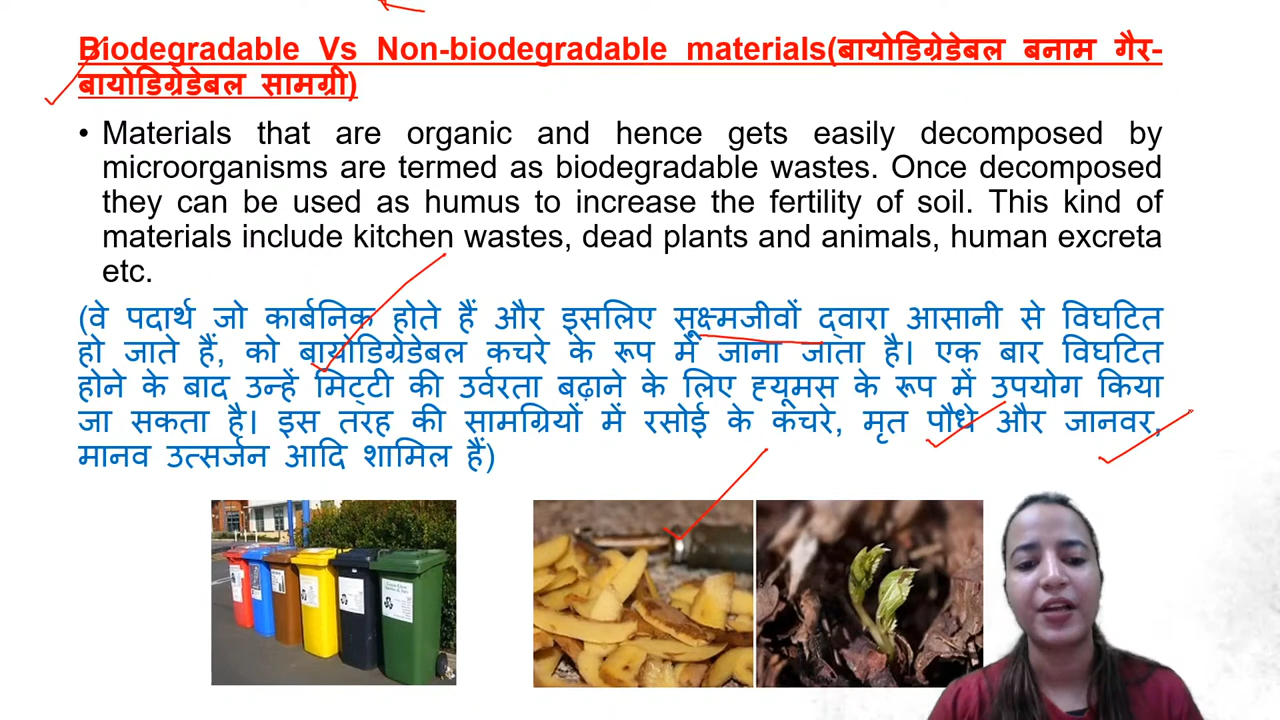 Biodegradable Vs Non-biodegradable materials(बायोडिग्रेडेबल बनाम गैर-
बायोडिग्रेडेबल सामग्री)
• Materials that are organic and hence gets easily decomposed by
microorganisms are termed as biodegradable wastes. Once decomposed
they can be used as humus to increase the fertility of soil. This kind of
materials include kitchen wastes, dead plants and animals, human excreta
etc.
(वे पदार्थ जो कार्बनिक होते हैं और इसलिए सूक्ष्मजीवों द्वारा आसानी से विघटित
हो जाते हैं, को बायोडिग्रेडेबल कचरे के रूप में जाना जाता है। एक बार विघटित
होने के बाद उन्हें मिट्टी की उर्वरता बढ़ाने के लिए ह्यूमस के रूप में उपयोग किया
जा सकता है। इस तरह की सामग्रियों में रसोई के कचरे, मृत पौधे और जानवर,
मानव उत्सर्जन आदि शामिल हैं)